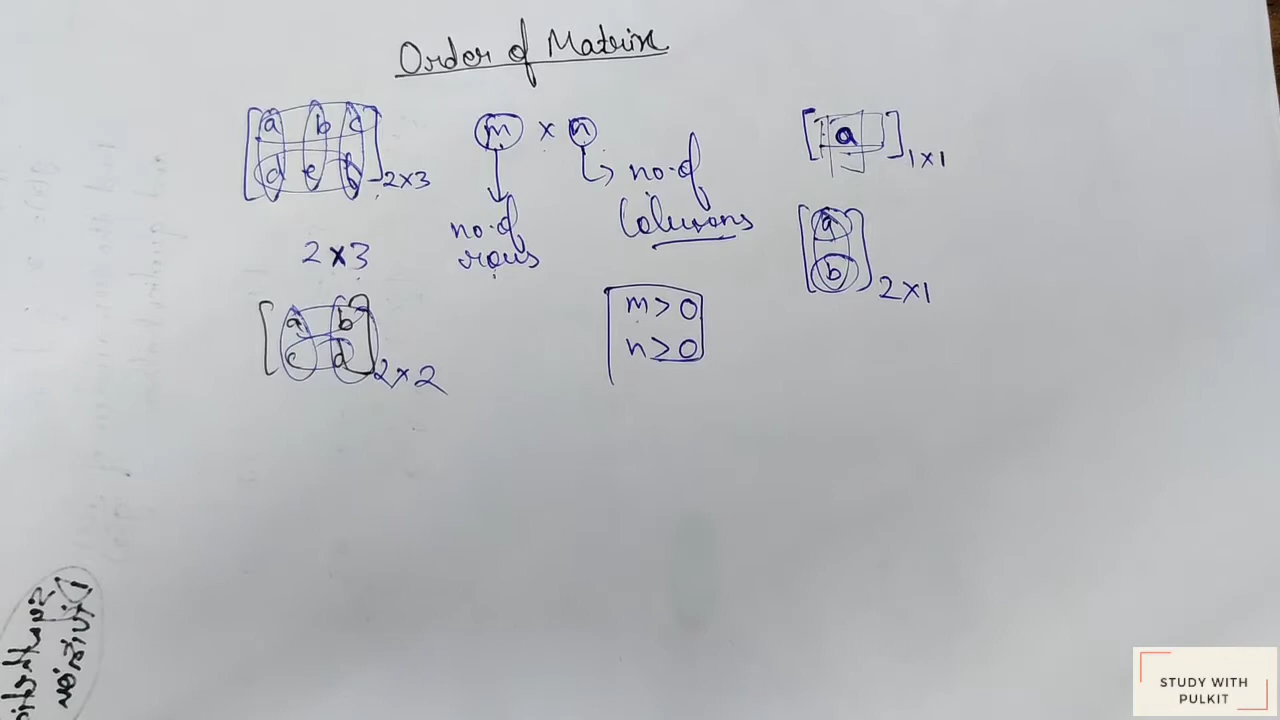 Order of Matrix
[a b c
d e b] 2×3
m × n
no. of rows
no. of Columns
2×3
[a b
c d] 2×2
m > 0
n > 0
[a] 1×1
[a
b] 2×1
STUDY WITH
PULKIT